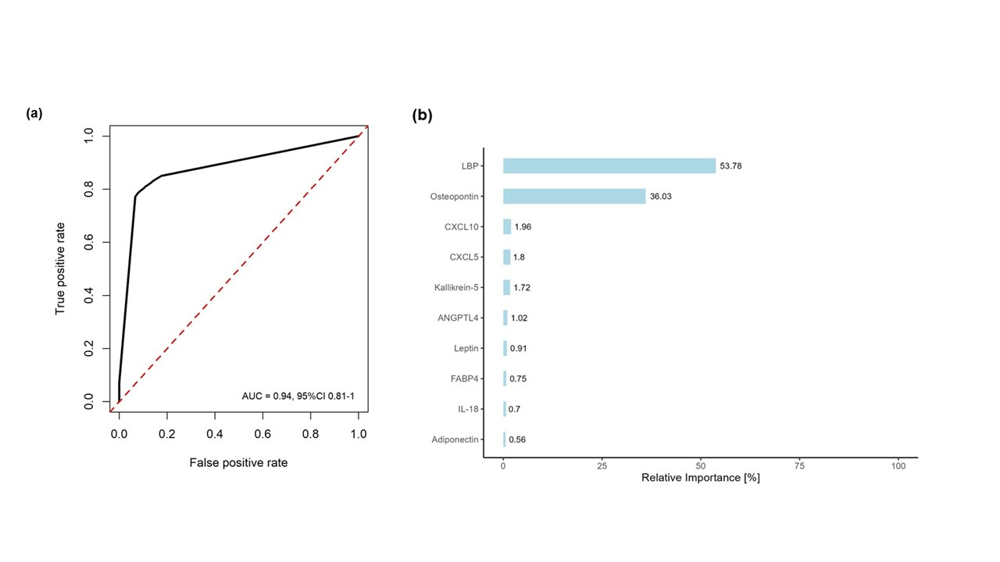 (a)
True positive rate
1.0
0.8
0.6
0.4
0.2
0.0
AUC = 0.94, 95%CI 0.81-1
0.0 0.2 0.4 0.6 0.8 1.0
False positive rate
(b)
LBP 53.78
Osteopontin 36.03
CXCL10 1.96
CXCL5 1.8
Kallikrein-5 1.72
ANGPTL4 1.02
Leptin 0.91
FABP4 0.75
IL-18 0.7
Adiponectin 0.56
0 25 50 75 100
Relative Importance [%]